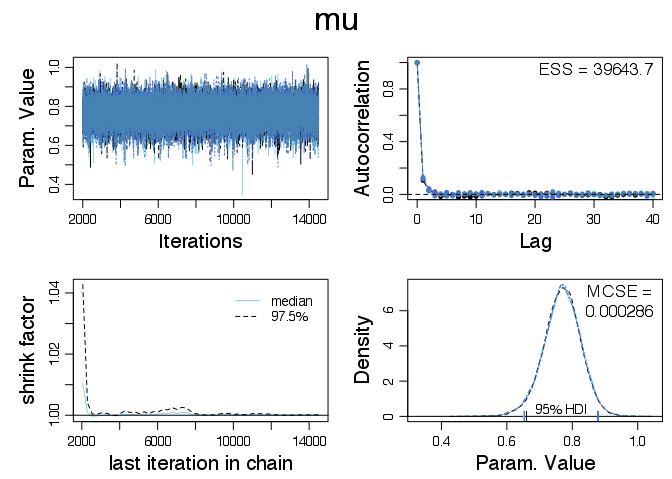 mu
Param. Value
0.4 0.6 0.8 1.0
2000 6000 10000 14000
Iterations
Autocorrelation
0.0 0.4 0.8
ESS = 39643.7
0 10 20 30 40
Lag
shrink factor
1.00 1.02 1.04
median
97.5%
2000 6000 10000 14000
last iteration in chain
Density
0 2 4 6
MCSE =
0.000286
95% HDI
0.4 0.6 0.8 1.0
Param. Value